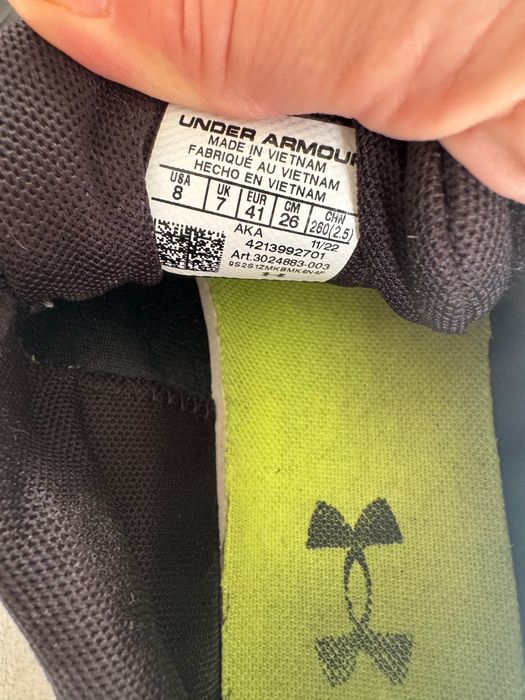 UNDER ARMOUR
MADE IN VIETNAM
FABRIQUÉ AU VIETNAM
HECHO EN VIETNAM
USA UK EUR CM CHN
8 7 41 26 260(2.5)
AKA 11/22
4213992701
Art.3024883-003